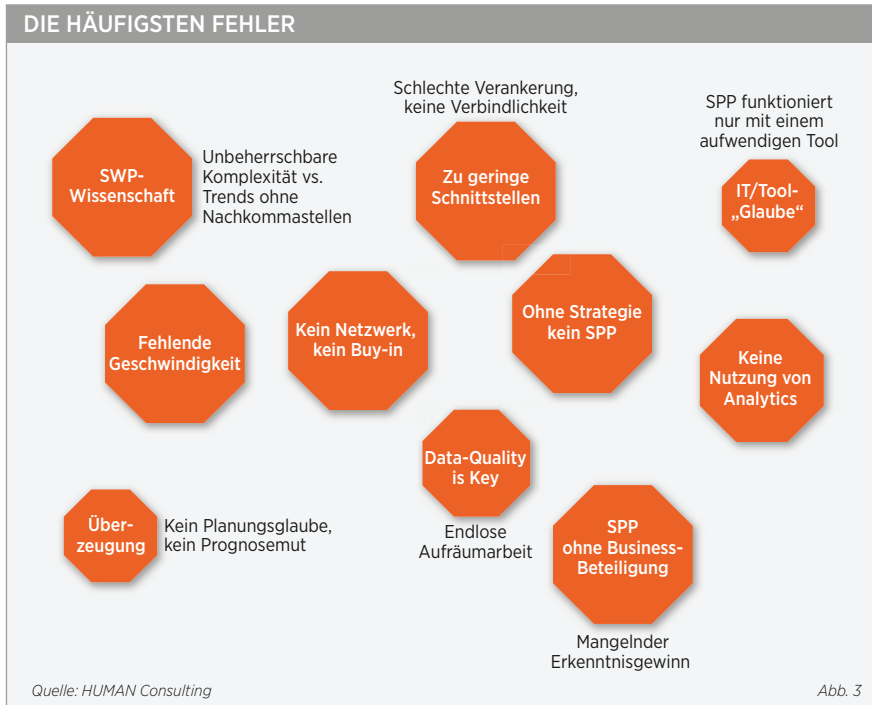 DIE HÄUFIGSTEN FEHLER
SWP-
Wissenschaft
Unbeherrschbare
Komplexität vs.
Trends ohne
Nachkommastellen
Schlechte Verankerung,
keine Verbindlichkeit
Zu geringe
Schnittstellen
SPP funktioniert
nur mit einem
aufwendigen Tool
IT/Tool-
„Glaube“
Fehlende
Geschwindigkeit
Kein Netzwerk,
kein Buy-in
Ohne Strategie
kein SPP
Keine
Nutzung von
Analytics
Data-Quality
is Key
Endlose
Aufräumarbeit
Über-
zeugung
Kein Planungsglaube,
kein Prognosemut
SPP
ohne Business-
Beteiligung
Mangelnder
Erkenntnisgewinn
Quelle: HUMAN Consulting
Abb. 3